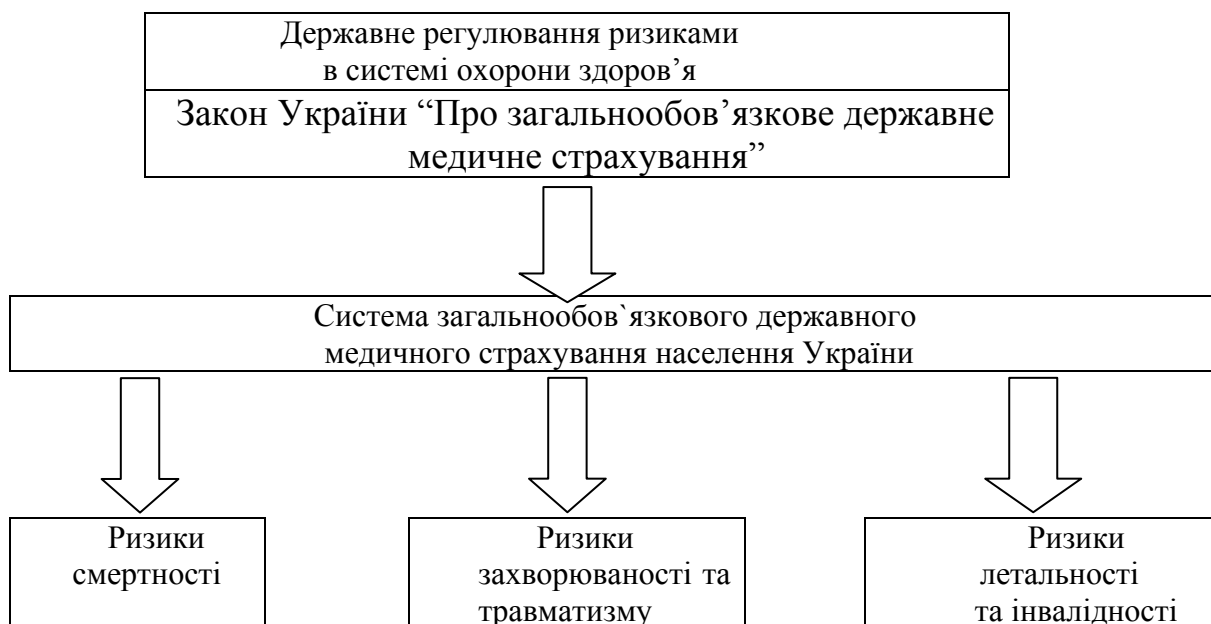 Державне регулювання ризиками
в системі охорони здоров’я
Закон України “Про загальнообов’язкове державне
медичне страхування”
Система загальнообов`язкового державного
медичного страхування населення України
Ризики
смертності
Ризики
захворюваності та
травматизму
Ризики
летальності
та інвалідності